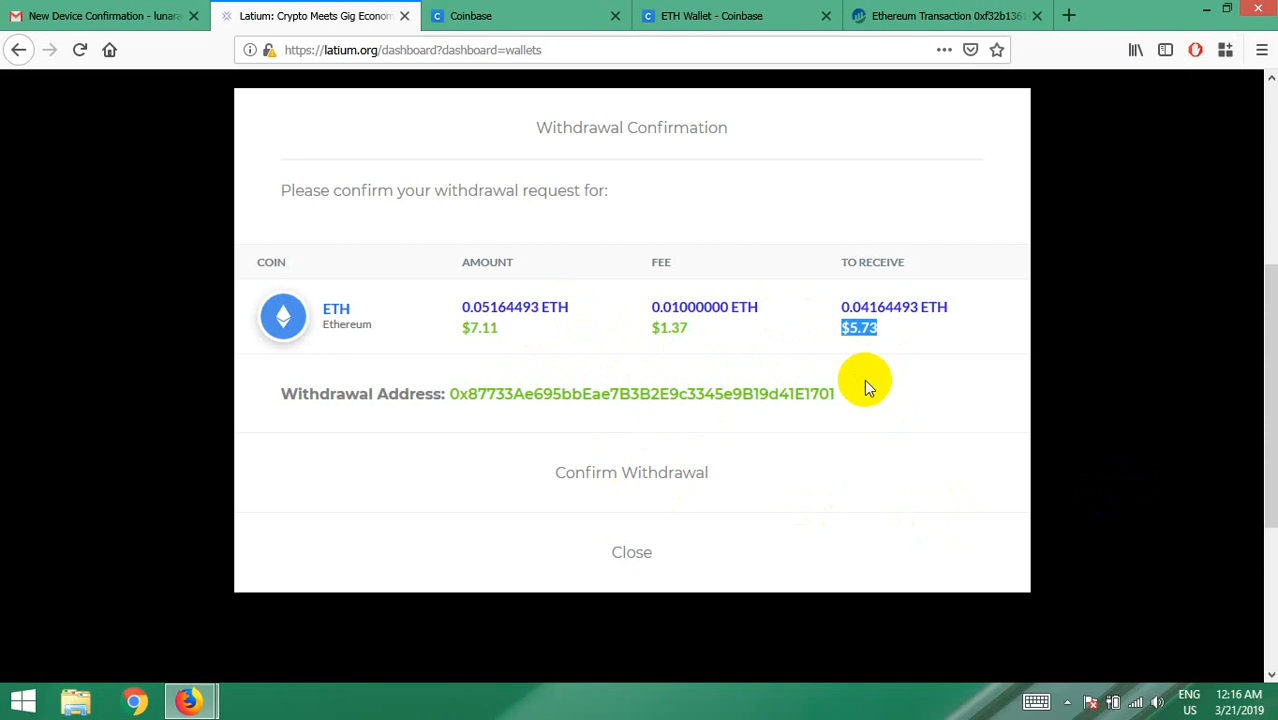 New Device Confirmation - lunara
Latium: Crypto Meets Gig Econom
Coinbase
ETH Wallet - Coinbase
Ethereum Transaction 0xf32b1361
https://latium.org/dashboard?dashboard=wallets
Withdrawal Confirmation
Please confirm your withdrawal request for:
COIN AMOUNT FEE TO RECEIVE
ETH 0.05164493 ETH 0.01000000 ETH 0.04164493 ETH
Ethereum $7.11 $1.37 $5.73
Withdrawal Address: 0x87733Ae695bbEae7B3B2E9c3345e9B19d41E1701
Confirm Withdrawal
Close
ENG 12:16 AM
US 3/21/2019